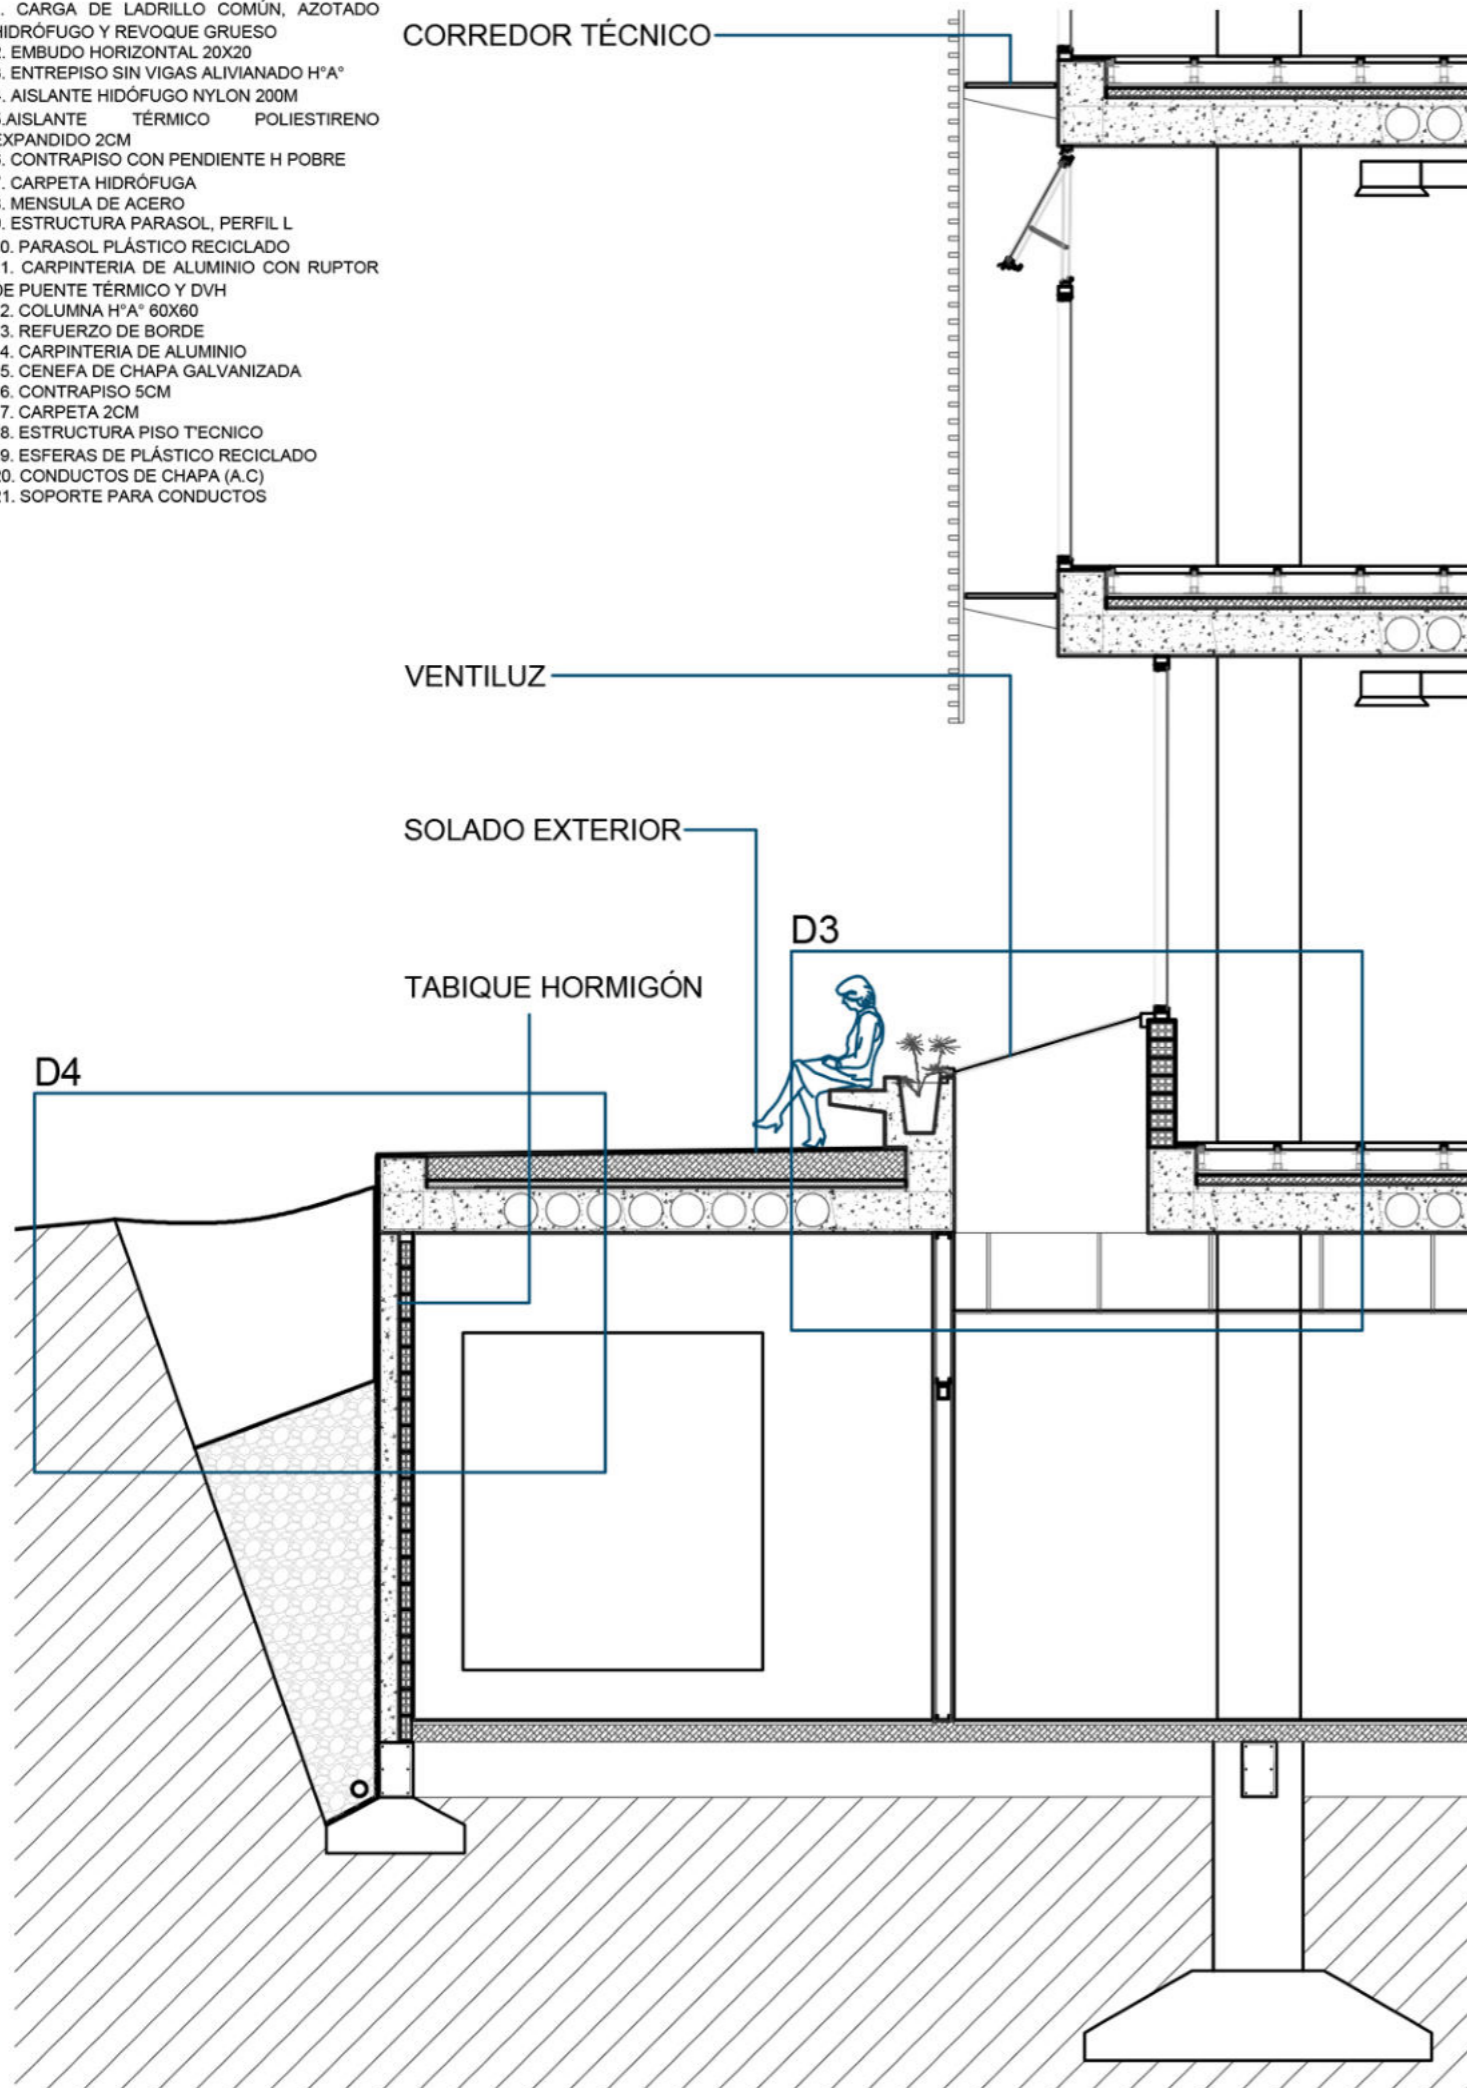 . CARGA DE LADRILLO COMÚN, AZOTADO
HIDRÓFUGO Y REVOQUE GRUESO
2. EMBUDO HORIZONTAL 20X20
3. ENTREPISO SIN VIGAS ALIVIANADO H°A°
. AISLANTE HIDÓFUGO NYLON 200M
5.AISLANTE TÉRMICO POLIESTIRENO
EXPANDIDO 2CM
6. CONTRAPISO CON PENDIENTE H POBRE
. CARPETA HIDRÓFUGA
8. MENSULA DE ACERO
. ESTRUCTURA PARASOL, PERFIL L
0. PARASOL PLÁSTICO RECICLADO
1. CARPINTERIA DE ALUMINIO CON RUPTOR
DE PUENTE TÉRMICO Y DVH
2. COLUMNA H°A° 60X60
3. REFUERZO DE BORDE
4. CARPINTERIA DE ALUMINIO
5. CENEFA DE CHAPA GALVANIZADA
6. CONTRAPISO 5CM
7. CARPETA 2CM
8. ESTRUCTURA PISO T'ECNICO
9. ESFERAS DE PLÁSTICO RECICLADO
20. CONDUCTOS DE CHAPA (A.C)
21. SOPORTE PARA CONDUCTOS
CORREDOR TÉCNICO
VENTILUZ
SOLADO EXTERIOR
D3
TABIQUE HORMIGÓN
D4